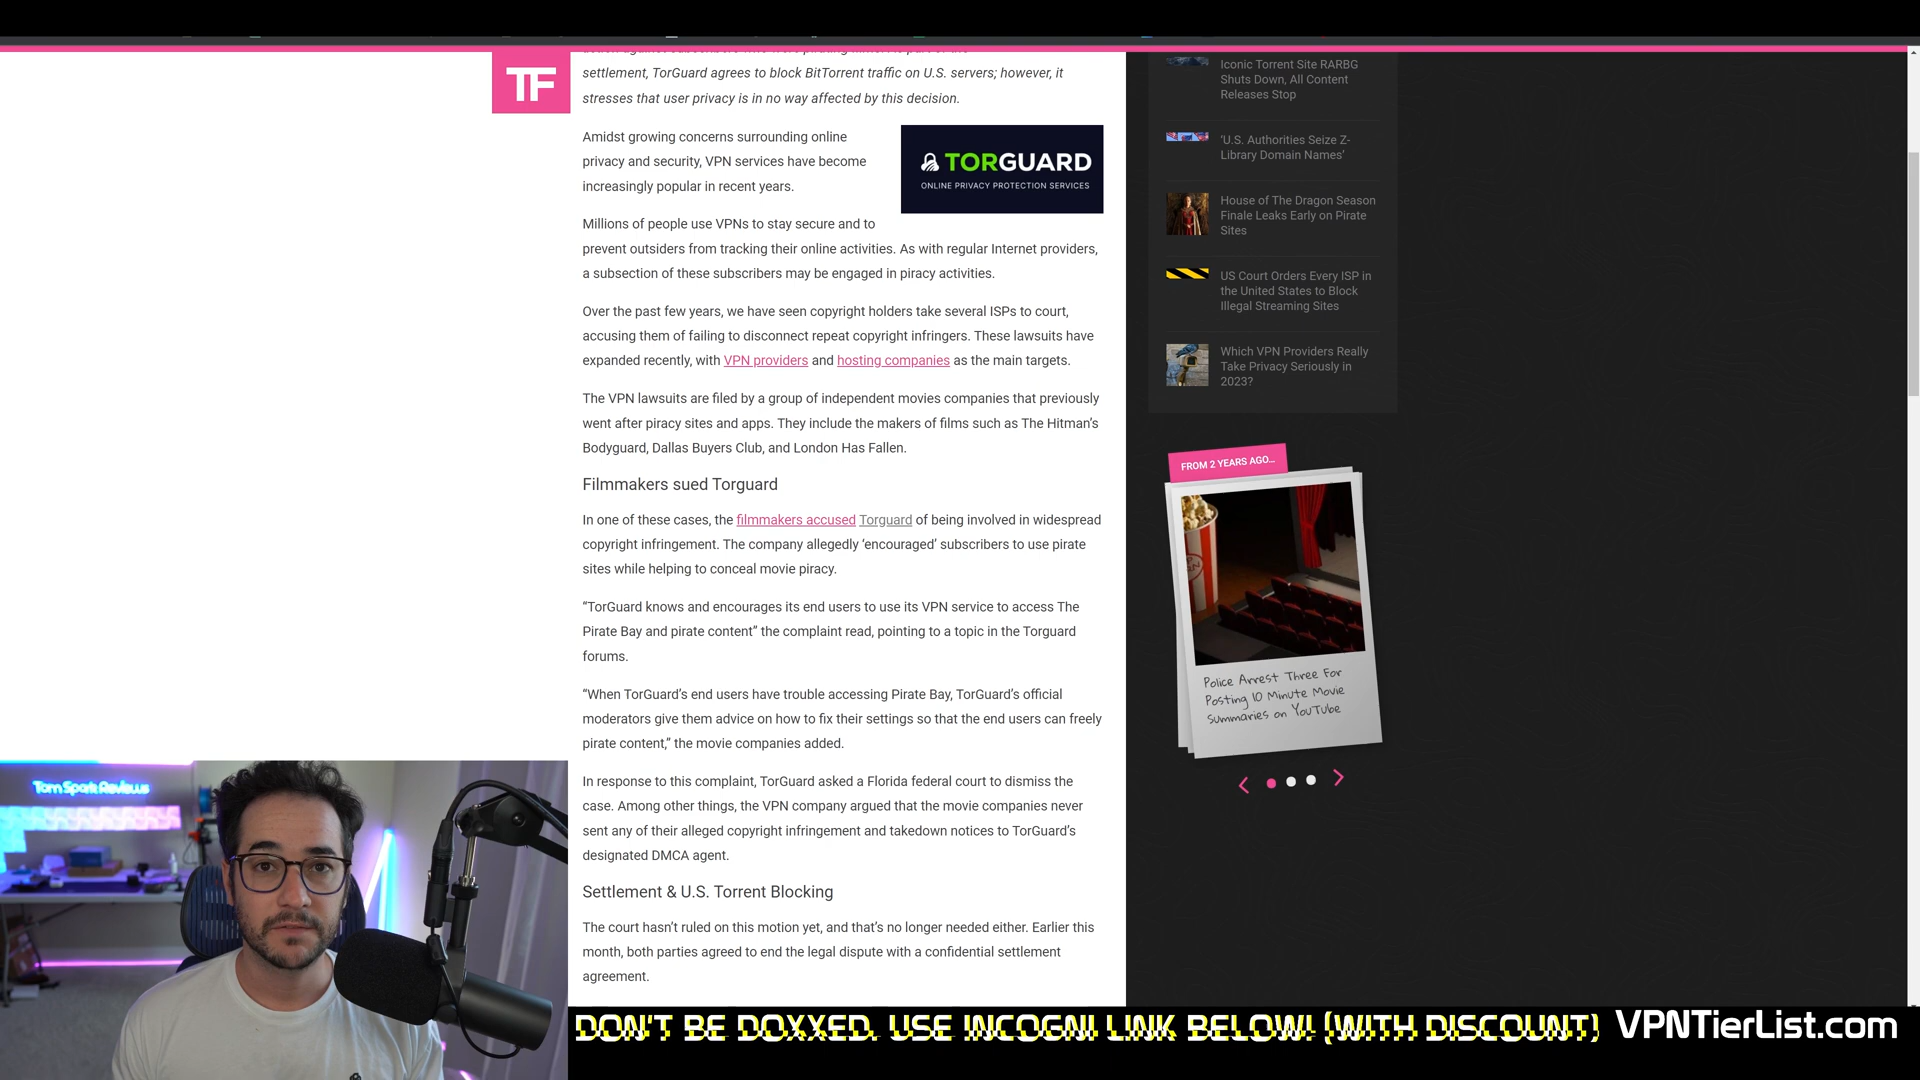 TF
settlement, TorGuard agrees to block BitTorrent traffic on U.S. servers; however, it
stresses that user privacy is in no way affected by this decision.
Amidst growing concerns surrounding online
privacy and security, VPN services have become
increasingly popular in recent years.
TORGUARD
ONLINE PRIVACY PROTECTION SERVICES
Millions of people use VPNs to stay secure and to
prevent outsiders from tracking their online activities. As with regular Internet providers,
a subsection of these subscribers may be engaged in piracy activities.
Over the past few years, we have seen copyright holders take several ISPs to court,
accusing them of failing to disconnect repeat copyright infringers. These lawsuits have
expanded recently, with VPN providers and hosting companies as the main targets.
The VPN lawsuits are filed by a group of independent movies companies that previously
went after piracy sites and apps. They include the makers of films such as The Hitman’s
Bodyguard, Dallas Buyers Club, and London Has Fallen.
Filmmakers sued Torguard
In one of these cases, the filmmakers accused Torguard of being involved in widespread
copyright infringement. The company allegedly ‘encouraged’ subscribers to use pirate
sites while helping to conceal movie piracy.
“TorGuard knows and encourages its end users to use its VPN service to access The
Pirate Bay and pirate content” the complaint read, pointing to a topic in the Torguard
forums.
“When TorGuard’s end users have trouble accessing Pirate Bay, TorGuard’s official
moderators give them advice on how to fix their settings so that the end users can freely
pirate content,” the movie companies added.
In response to this complaint, TorGuard asked a Florida federal court to dismiss the
case. Among other things, the VPN company argued that the movie companies never
sent any of their alleged copyright infringement and takedown notices to TorGuard’s
designated DMCA agent.
Settlement & U.S. Torrent Blocking
The court hasn’t ruled on this motion yet, and that’s no longer needed either. Earlier this
month, both parties agreed to end the legal dispute with a confidential settlement
agreement.
Iconic Torrent Site RARBG
Shuts Down, All Content
Releases Stop
‘U.S. Authorities Seize Z-
Library Domain Names’
House of The Dragon Season
Finale Leaks Early on Pirate
Sites
US Court Orders Every ISP in
the United States to Block
Illegal Streaming Sites
Which VPN Providers Really
Take Privacy Seriously in
2023?
FROM 2 YEARS AGO…
Police Arrest Three For
Posting 10 Minute Movie
Summaries on YouTube
Tom Spark Reviews
DON'T BE DOXXED. USE INCOGNI LINK BELOW! (WITH DISCOUNT)
VPNTierList.com